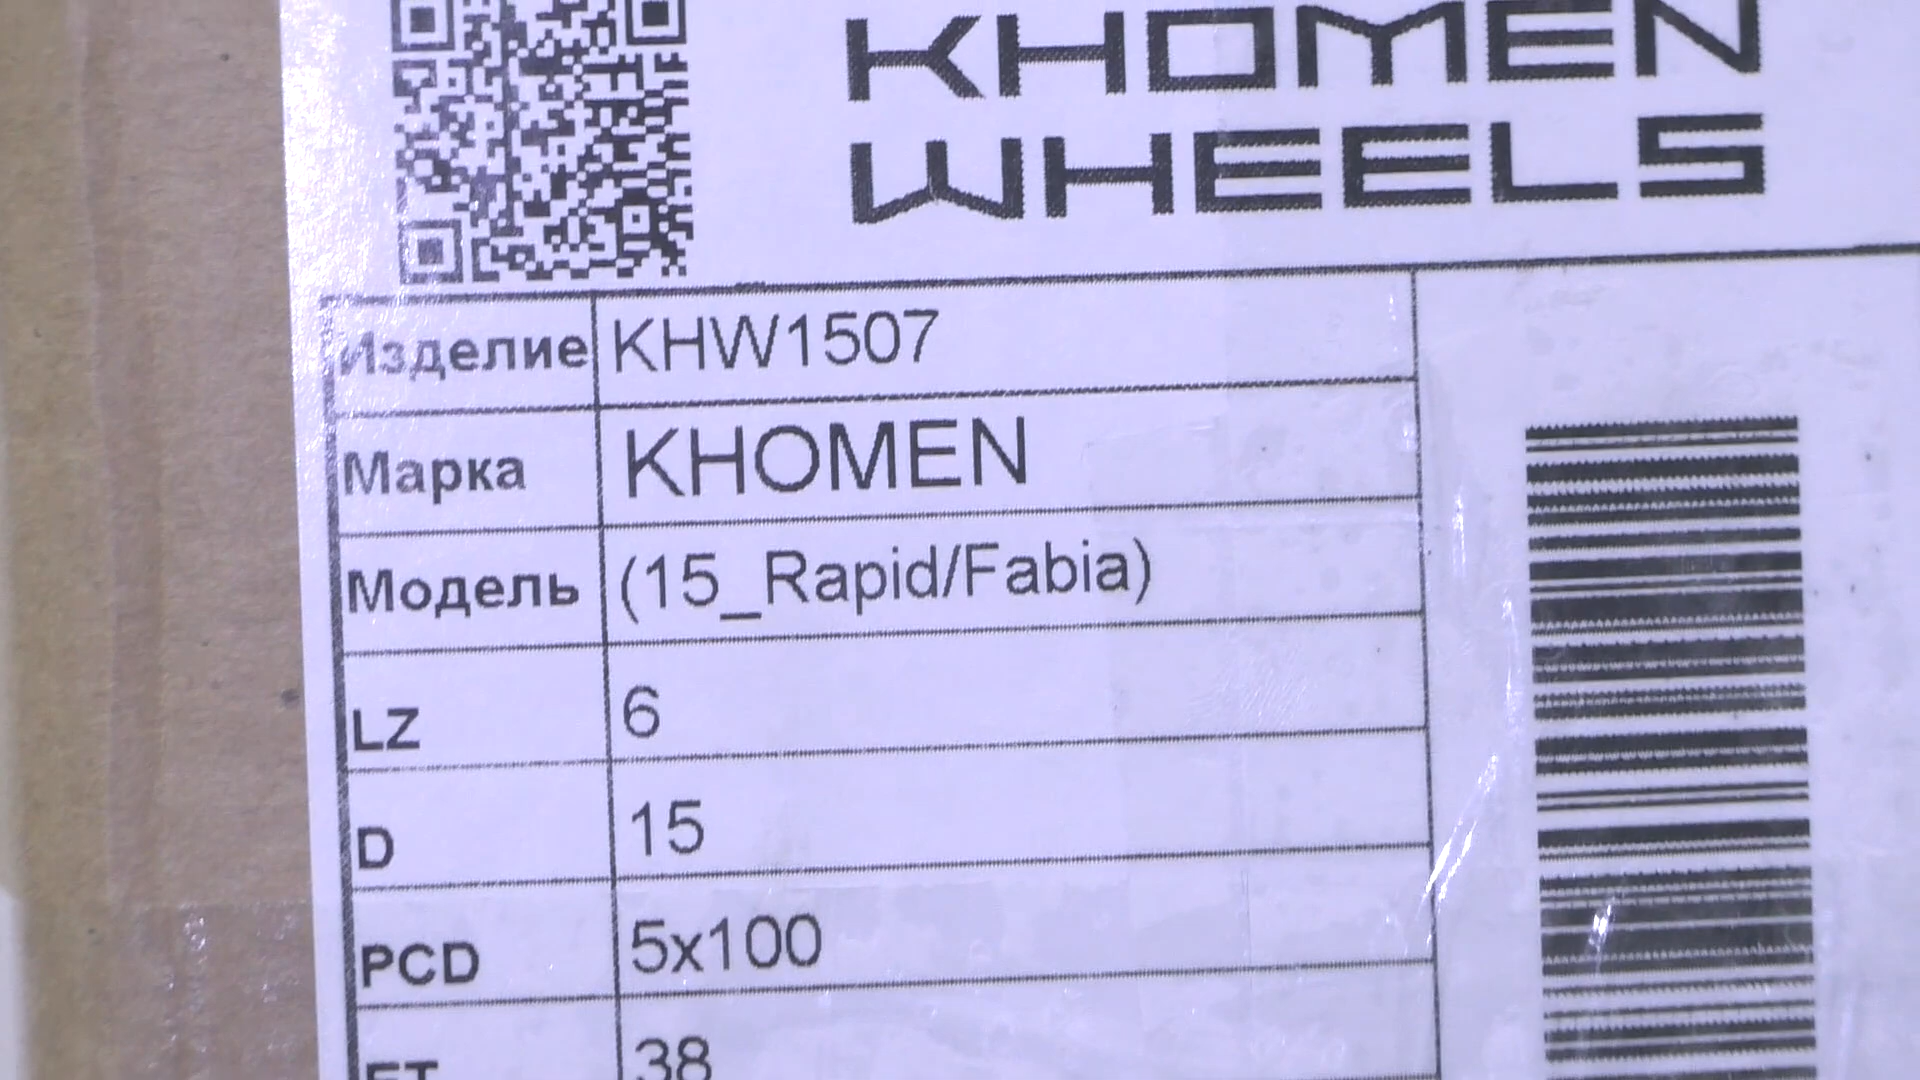 KHOMEN
WHEELS
Изделие KHW1507
Марка KHOMEN
Модель (15_Rapid/Fabia)
LZ 6
D 15
PCD 5x100
ET 38